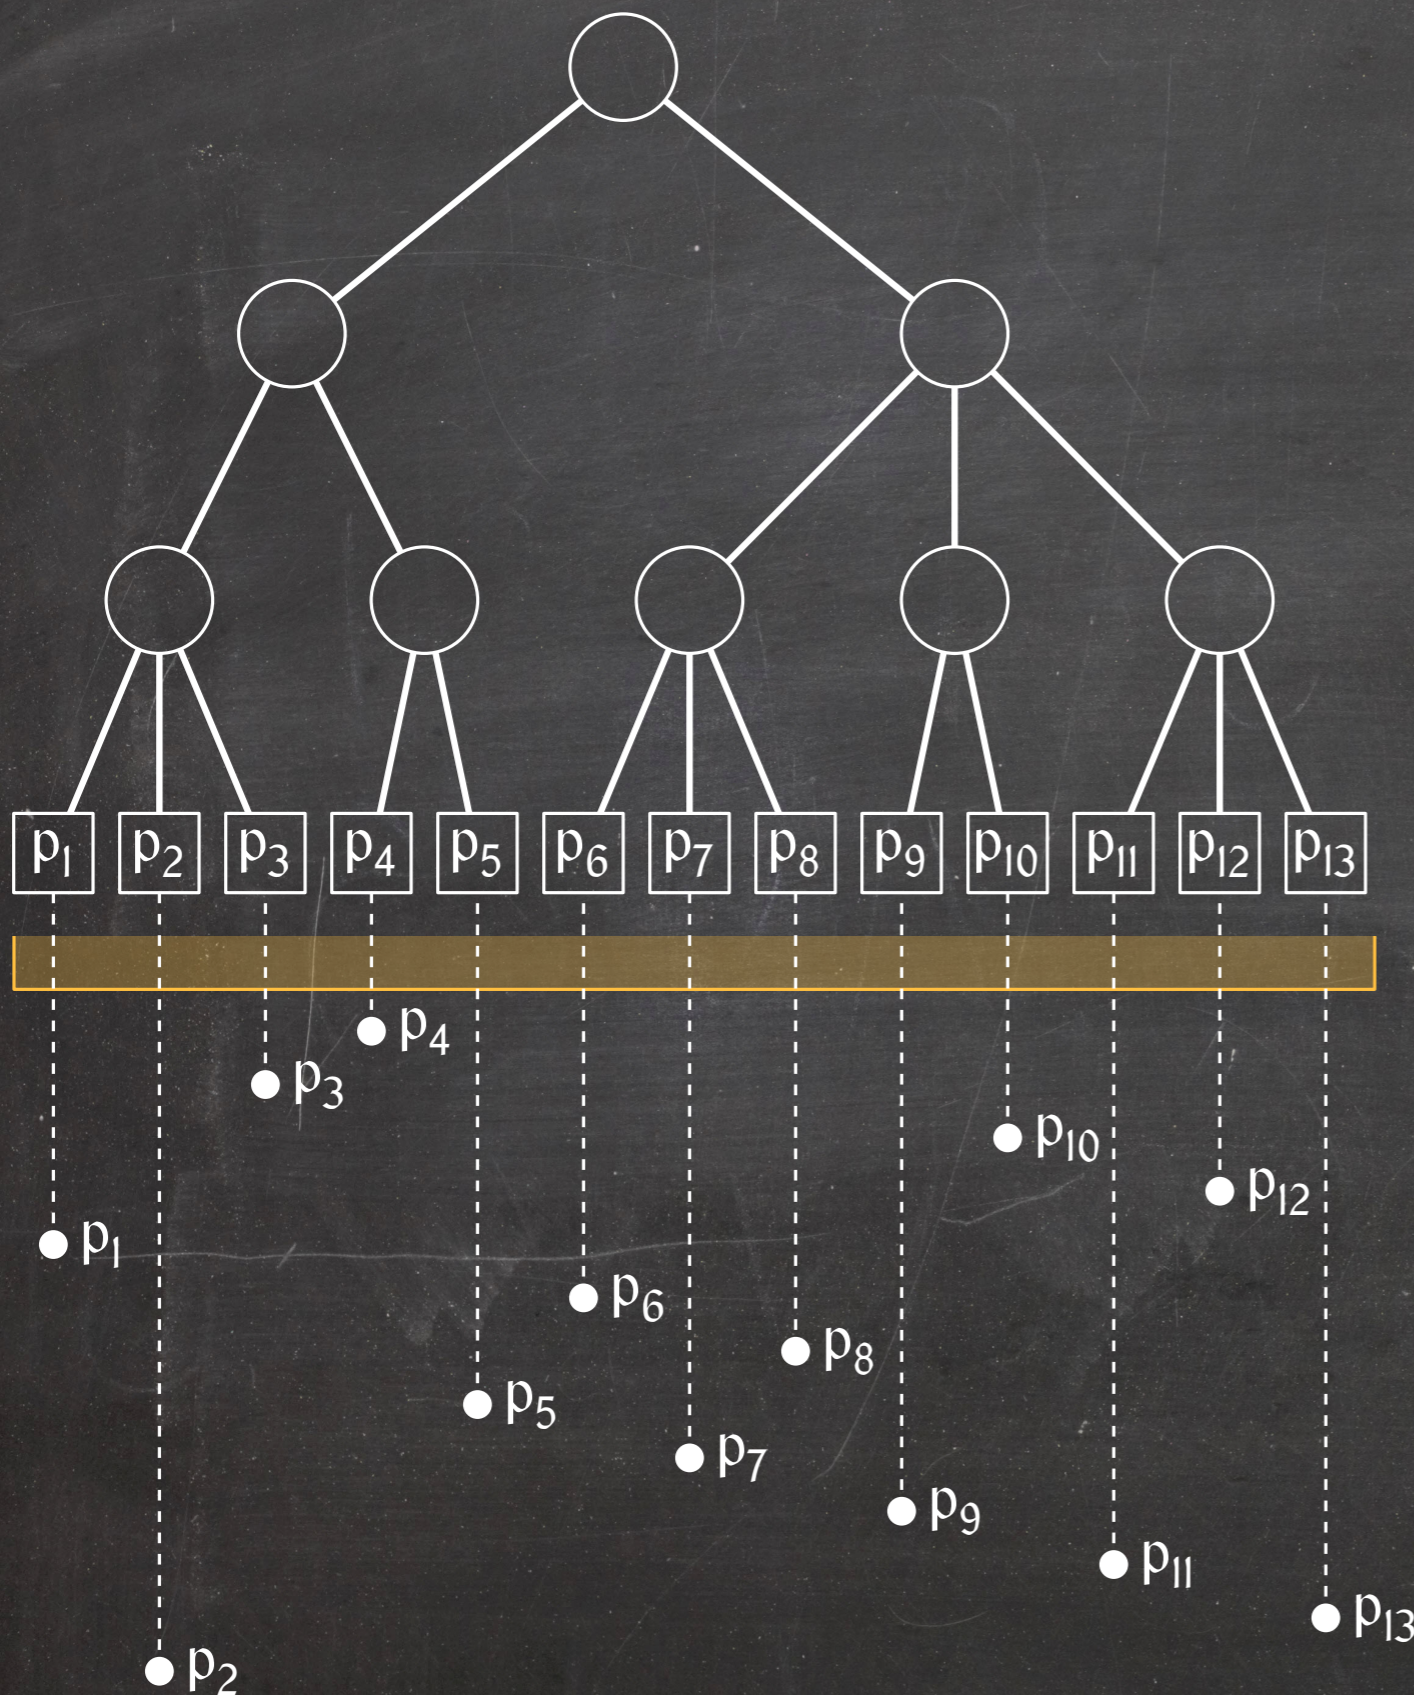 p₁ p₂ p₃ p₄ p₅ p₆ p₇ p₈ p₉ p₁₀ p₁₁ p₁₂ p₁₃
p₄
p₃
p₁₀
p₁₂
p₁
p₆
p₈
p₅
p₇
p₉
p₁₁
p₁₃
p₂